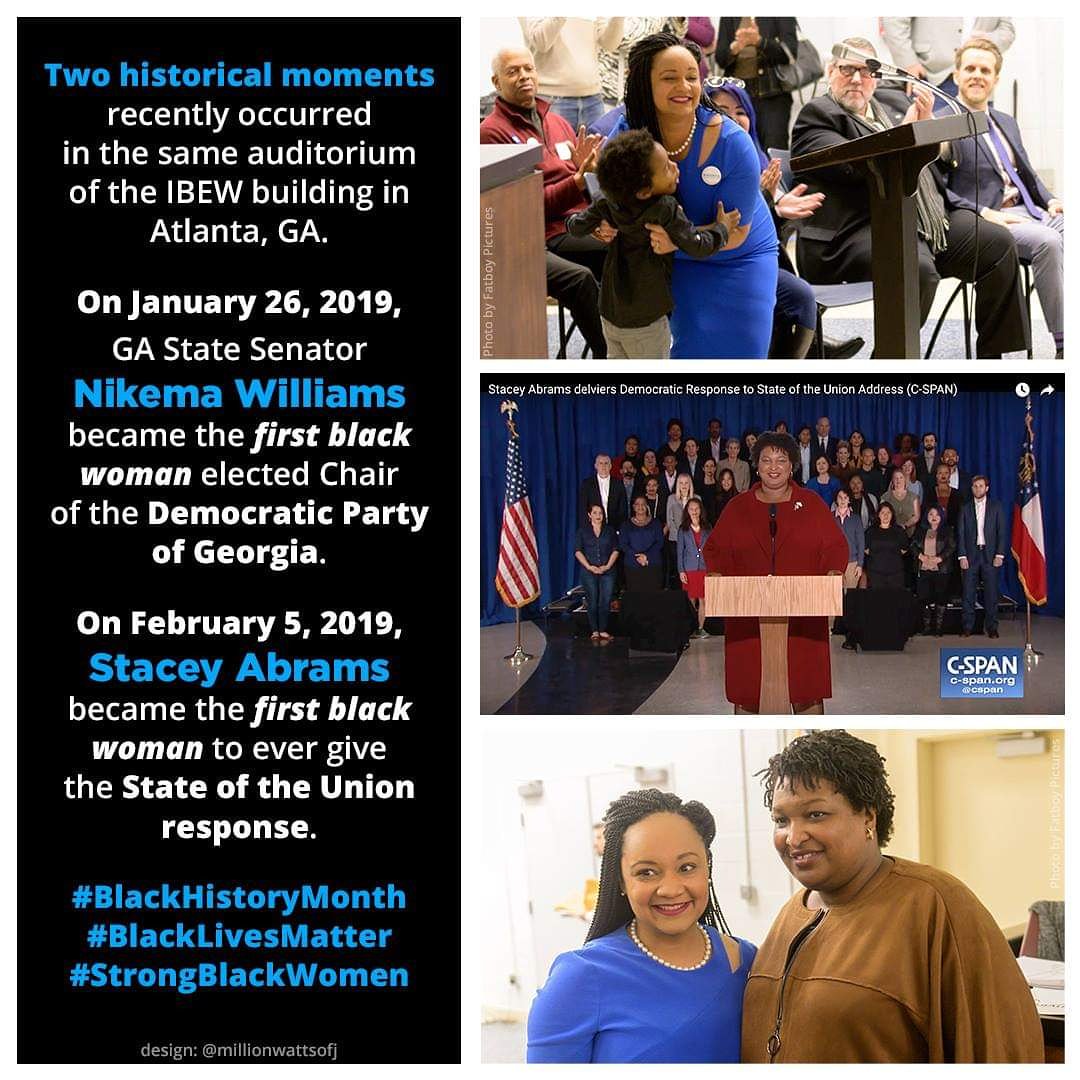 Two historical moments
recently occurred
in the same auditorium
of the IBEW building in
Atlanta, GA.
On January 26, 2019,
GA State Senator
Nikema Williams
became the first black
woman elected Chair
of the Democratic Party
of Georgia.
On February 5, 2019,
Stacey Abrams
became the first black
woman to ever give
the State of the Union
response.
#BlackHistoryMonth
#BlackLivesMatter
#StrongBlackWomen
design: @millionwattsofj
Photo by Fatboy Pictures
Stacey Abrams delviers Democratic Response to State of the Union Address (C-SPAN)
C-SPAN
c-span.org
@cspan
Photo by Fatboy Pictures